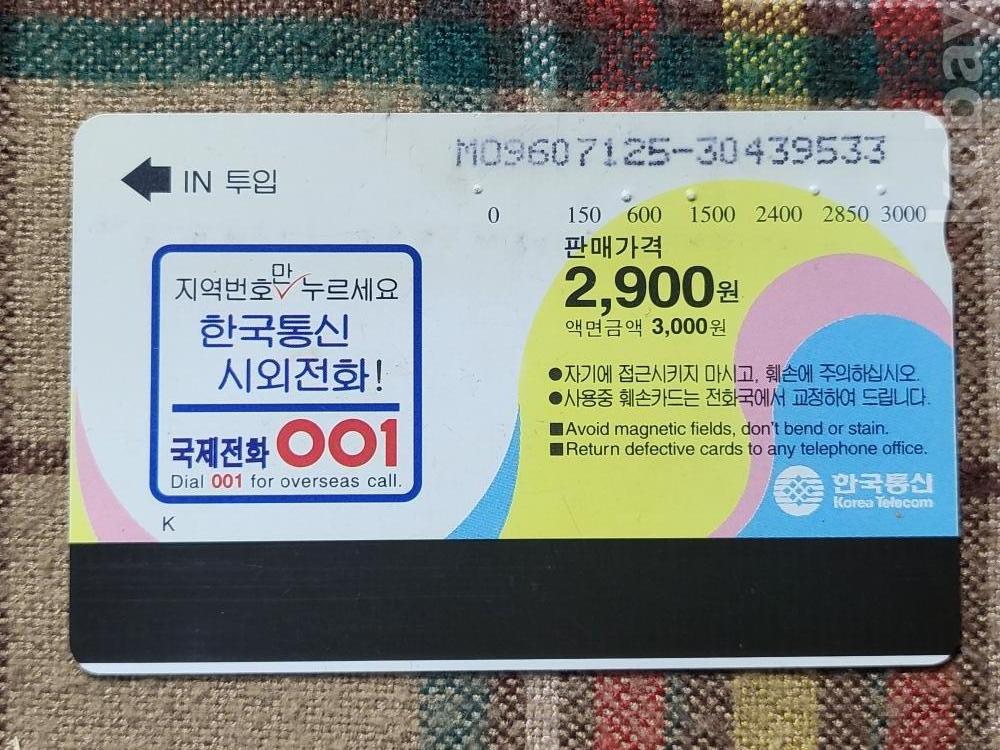 M09607125-30439533
IN 투입
0 150 600 1500 2400 2850 3000
판매가격
2,900원
액면금액 3,000원
지역번호만 누르세요
한국통신
시외전화!
국제전화 001
Dial 001 for overseas call.
K
●자기에 접근시키지 마시고, 훼손에 주의하십시오.
●사용중 훼손카드는 전화국에서 교정하여 드립니다.
■Avoid magnetic fields, don't bend or stain.
■Return defective cards to any telephone office.
한국통신
Korea Telecom